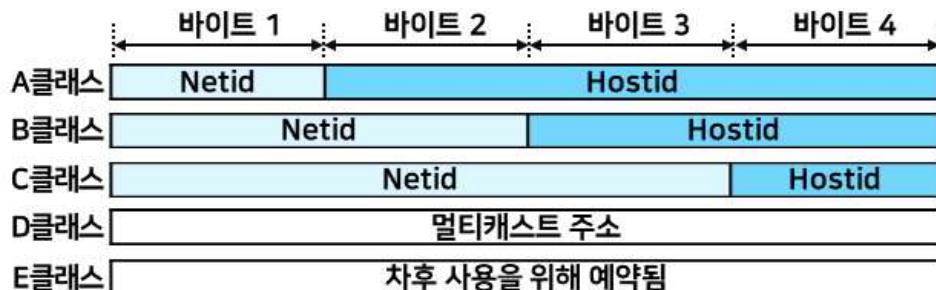 바이트 1 바이트 2 바이트 3 바이트 4
A클래스 Netid Hostid
B클래스 Netid Hostid
C클래스 Netid Hostid
D클래스 멀티캐스트 주소
E클래스 차후 사용을 위해 예약됨